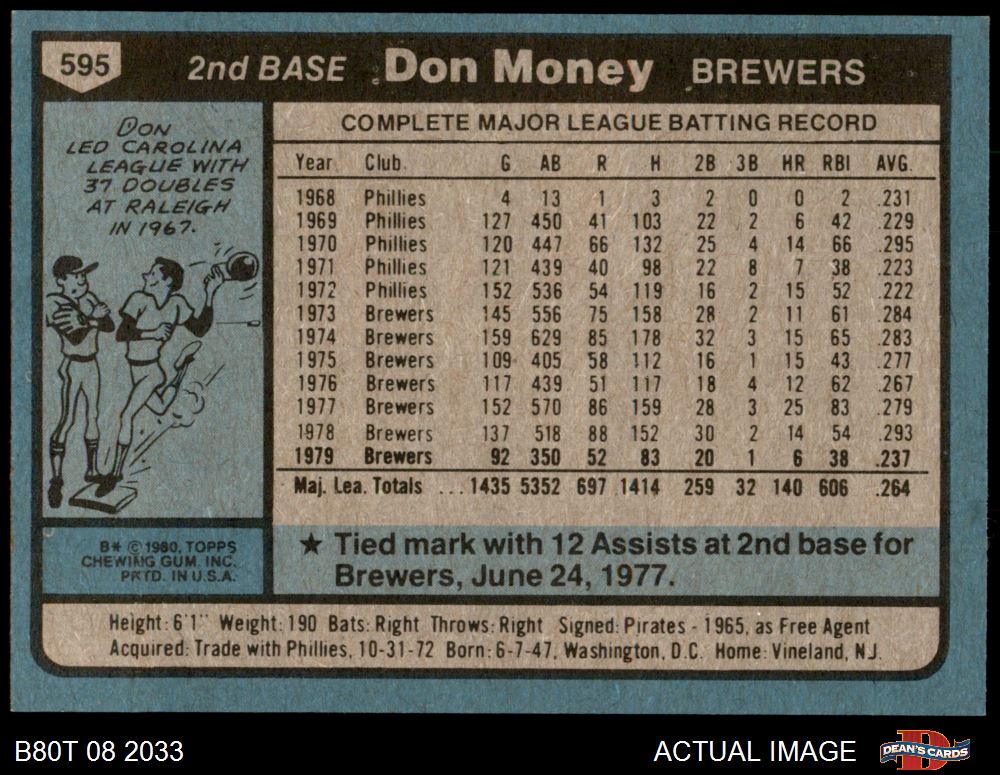 595 2nd BASE Don Money BREWERS
DON
LED CAROLINA
LEAGUE WITH
37 DOUBLES
AT RALEIGH
IN 1967.
COMPLETE MAJOR LEAGUE BATTING RECORD
Year Club G AB R H 2B 3B HR RBI AVG.
1968 Phillies 4 13 1 3 2 0 0 2 .231
1969 Phillies 127 450 41 103 22 2 6 42 .229
1970 Phillies 120 447 66 132 25 4 14 66 .295
1971 Phillies 121 439 40 98 22 8 7 38 .223
1972 Phillies 152 536 54 119 16 2 15 52 .222
1973 Brewers 145 556 75 158 28 2 11 61 .284
1974 Brewers 159 629 85 178 32 3 15 65 .283
1975 Brewers 109 405 58 112 16 1 15 43 .277
1976 Brewers 117 439 51 117 18 4 12 62 .267
1977 Brewers 152 570 86 159 28 3 25 83 .279
1978 Brewers 137 518 88 152 30 2 14 54 .293
1979 Brewers 92 350 52 83 20 1 6 38 .237
Maj. Lea. Totals ... 1435 5352 697 1414 259 32 140 606 .264
B* © 1980, TOPPS
CHEWING GUM, INC.
PRTD. IN U.S.A.
★ Tied mark with 12 Assists at 2nd base for
Brewers, June 24, 1977.
Height: 6'1" Weight: 190 Bats: Right Throws: Right Signed: Pirates - 1965, as Free Agent
Acquired: Trade with Phillies, 10-31-72 Born: 6-7-47, Washington, D.C. Home: Vineland, N.J.
B80T 08 2033 ACTUAL IMAGE DEAN'S CARDS